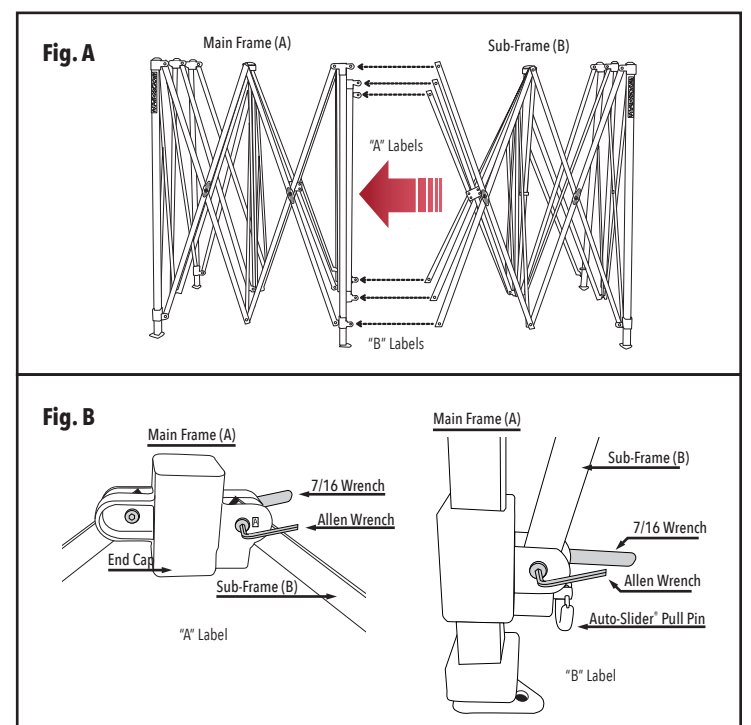 Fig. A
Main Frame (A)
Sub-Frame (B)
"A" Labels
"B" Labels
Fig. B
Main Frame (A)
7/16 Wrench
Allen Wrench
End Cap
Sub-Frame (B)
A
"A" Label
Main Frame (A)
Sub-Frame (B)
7/16 Wrench
Allen Wrench
Auto-Slider® Pull Pin
"B" Label